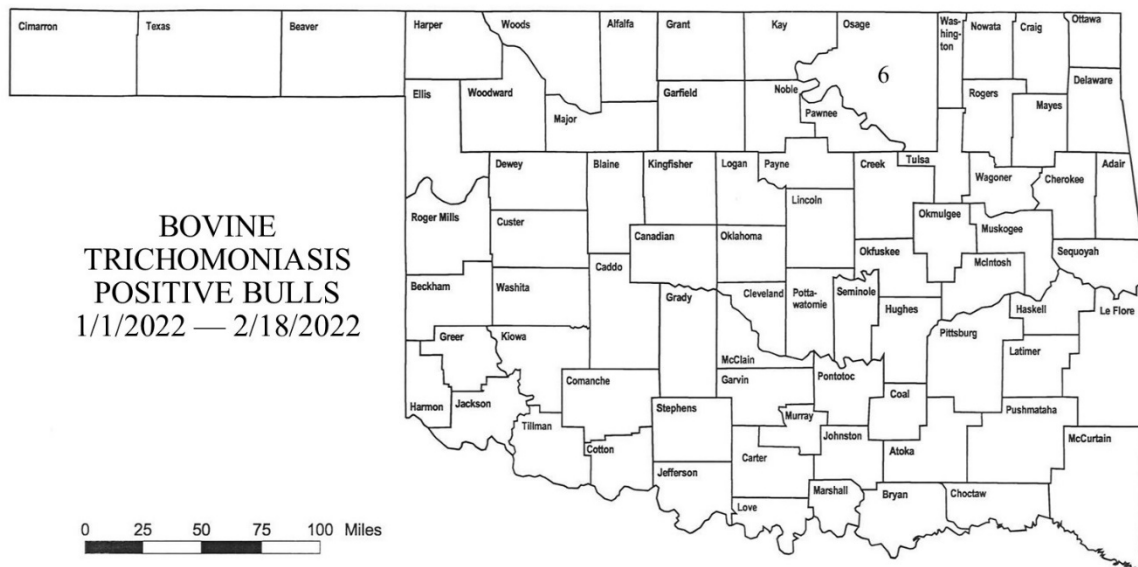 Cimarron
Texas
Beaver
Harper
Woods
Alfalfa
Grant
Kay
Osage
Was-
hing-
ton
Nowata
Craig
Ottawa
6
Delaware
Ellis
Woodward
Major
Garfield
Noble
Pawnee
Rogers
Mayes
Dewey
Blaine
Kingfisher
Logan
Payne
Creek
Tulsa
Wagoner
Cherokee
Adair
Lincoln
Roger Mills
Custer
Canadian
Oklahoma
Okmulgee
Muskogee
BOVINE
TRICHOMONIASIS
POSITIVE BULLS
1/1/2022 — 2/18/2022
Okfuskee
McIntosh
Sequoyah
Beckham
Washita
Caddo
Grady
Cleveland
Potta-
watomie
Seminole
Hughes
Haskell
Le Flore
Greer
Kiowa
McClain
Pittsburg
Latimer
Harmon
Jackson
Comanche
Garvin
Pontotoc
Coal
Tillman
Stephens
Murray
Pushmataha
Cotton
Carter
Johnston
Atoka
McCurtain
Jefferson
Love
Marshall
Bryan
Choctaw
0 25 50 75 100 Miles